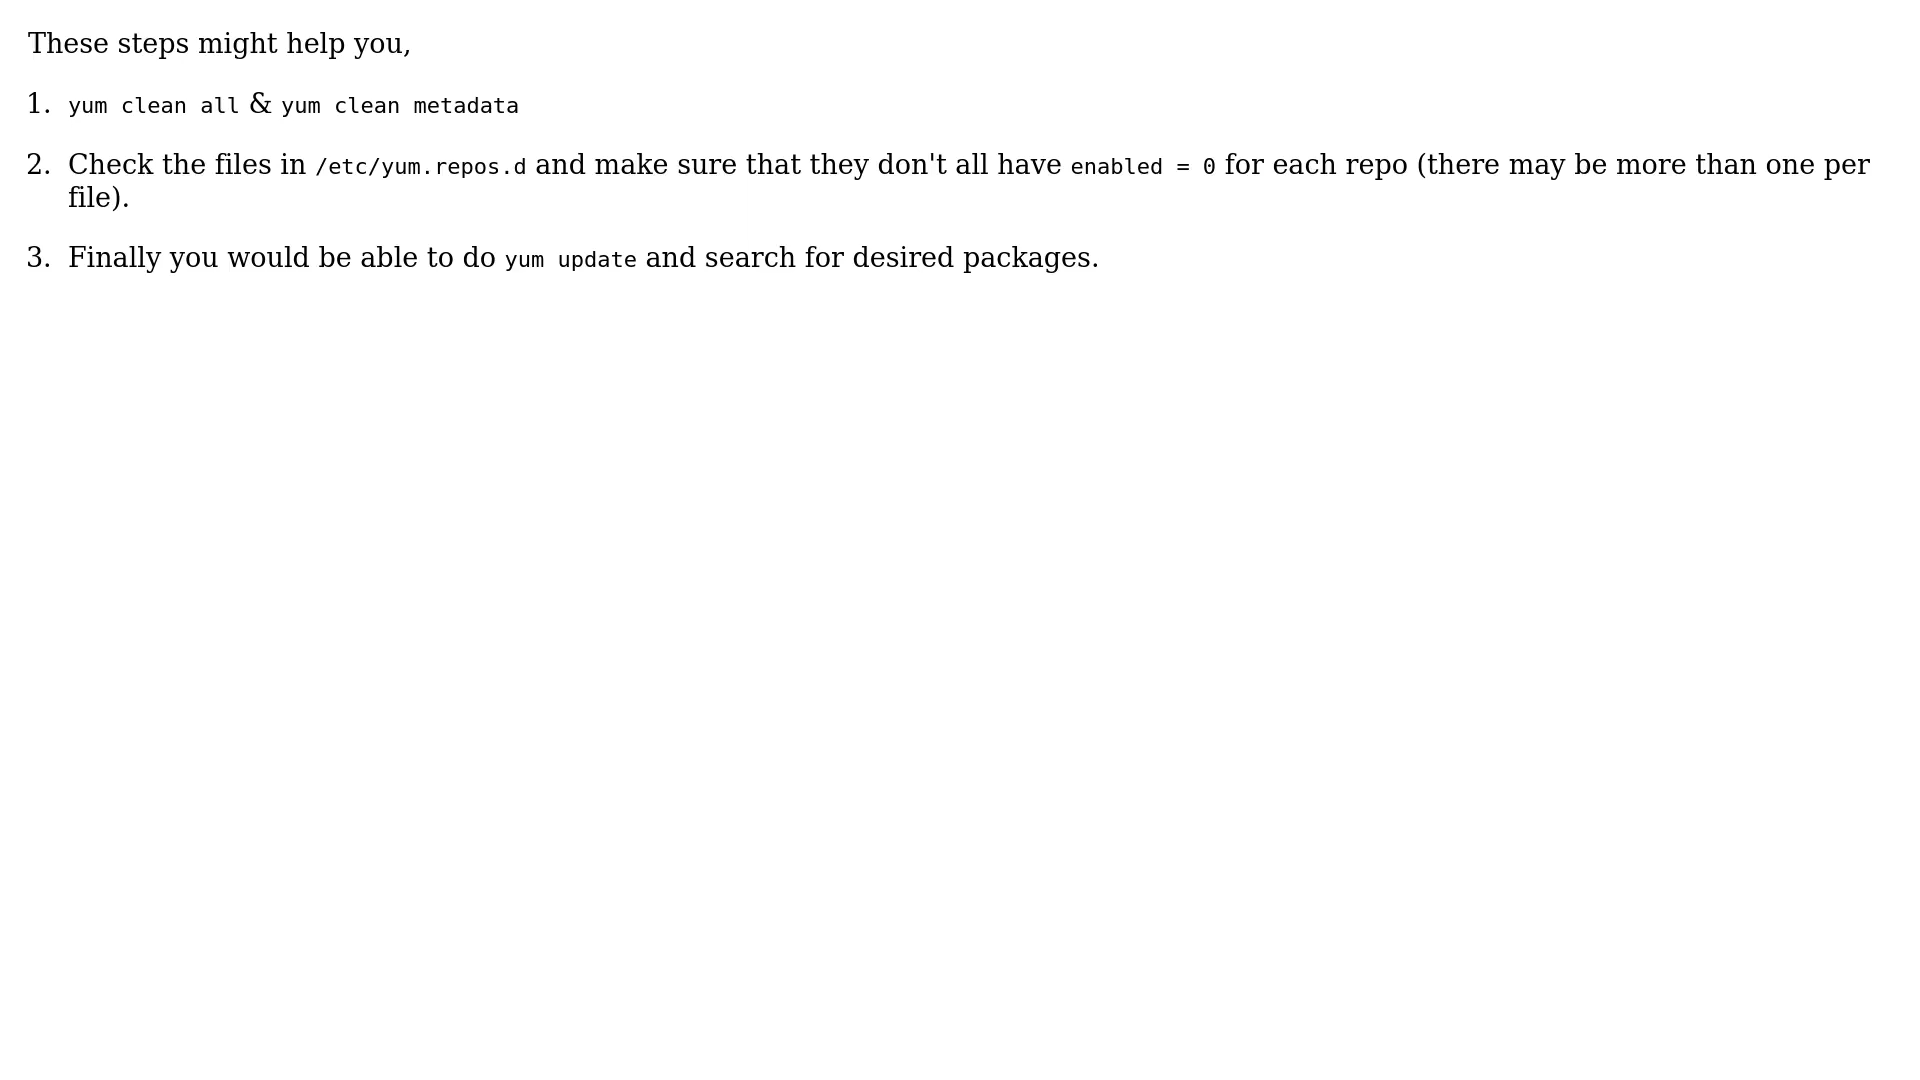 These steps might help you,
1. yum clean all & yum clean metadata
2. Check the files in /etc/yum.repos.d and make sure that they don't all have enabled = 0 for each repo (there may be more than one per
file).
3. Finally you would be able to do yum update and search for desired packages.